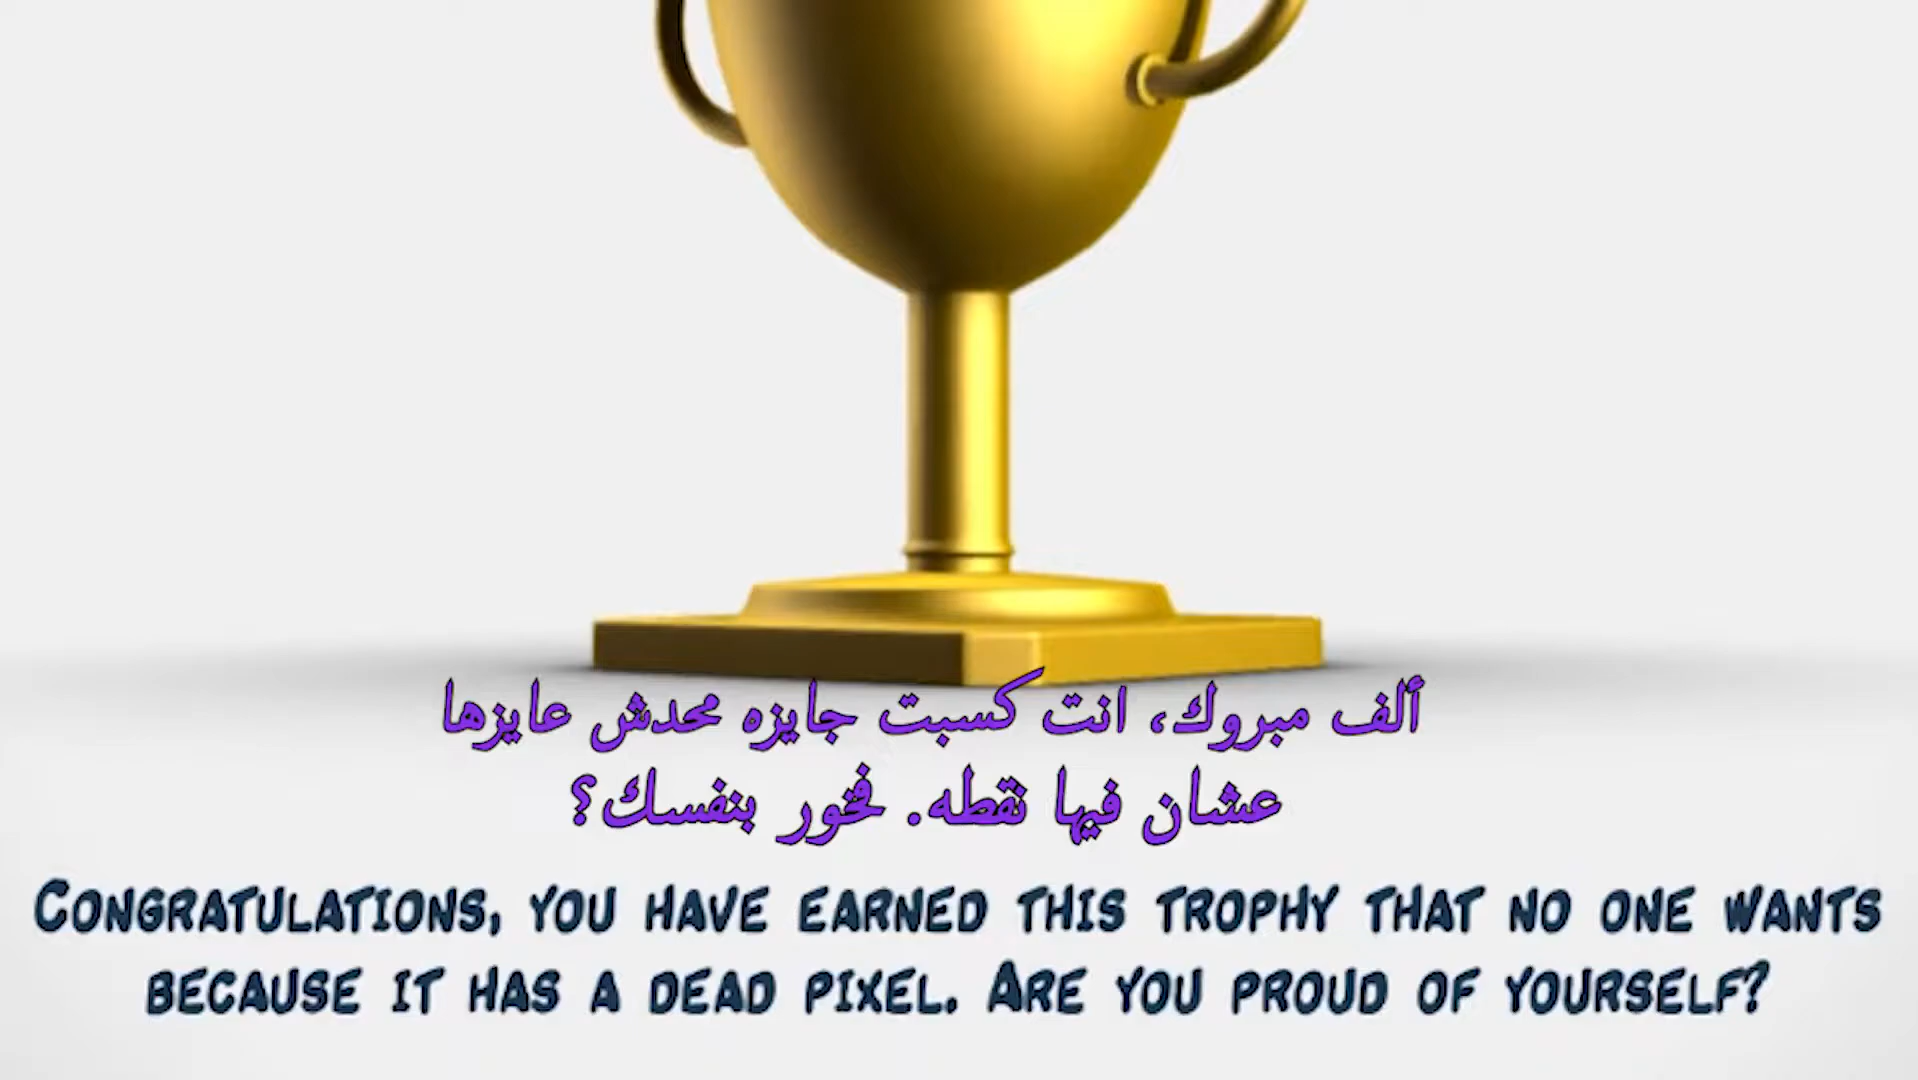 ألف مبروك، انت كسبت جايزه محدش عايزها
عشان فيها نقطه. فخور بنفسك؟
Congratulations, you have earned this trophy that no one wants
because it has a dead pixel. Are you proud of yourself?